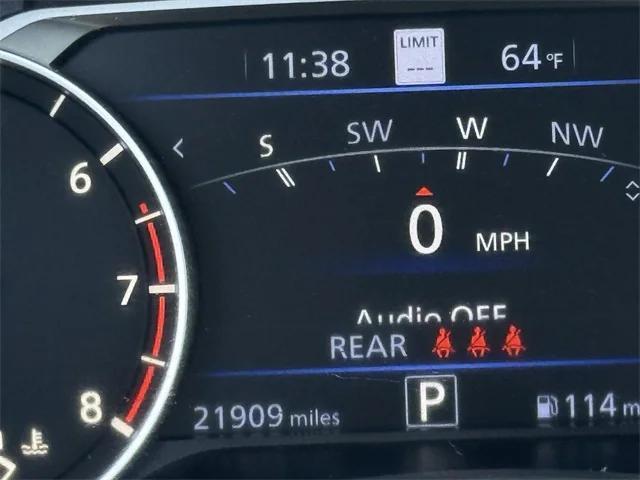 11:38 LIMIT --- 64°F
S SW W NW
6
0 MPH
7
Audio OFF
REAR
8
21909 miles P 114 m